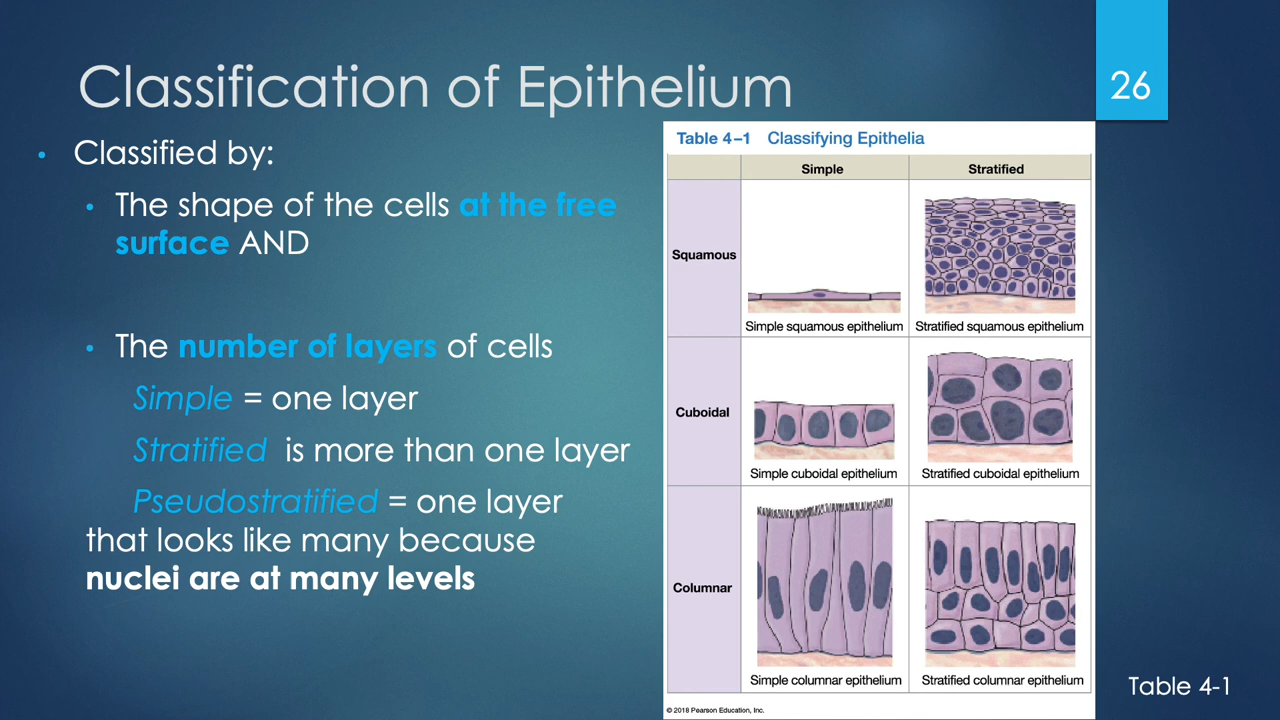 Classification of Epithelium
26
• Classified by:
• The shape of the cells at the free
surface AND
• The number of layers of cells
Simple = one layer
Stratified is more than one layer
Pseudostratified = one layer
that looks like many because
nuclei are at many levels
Table 4–1 Classifying Epithelia
Simple Stratified
Squamous
Simple squamous epithelium Stratified squamous epithelium
Cuboidal
Simple cuboidal epithelium Stratified cuboidal epithelium
Columnar
Simple columnar epithelium Stratified columnar epithelium
© 2018 Pearson Education, Inc.
Table 4-1